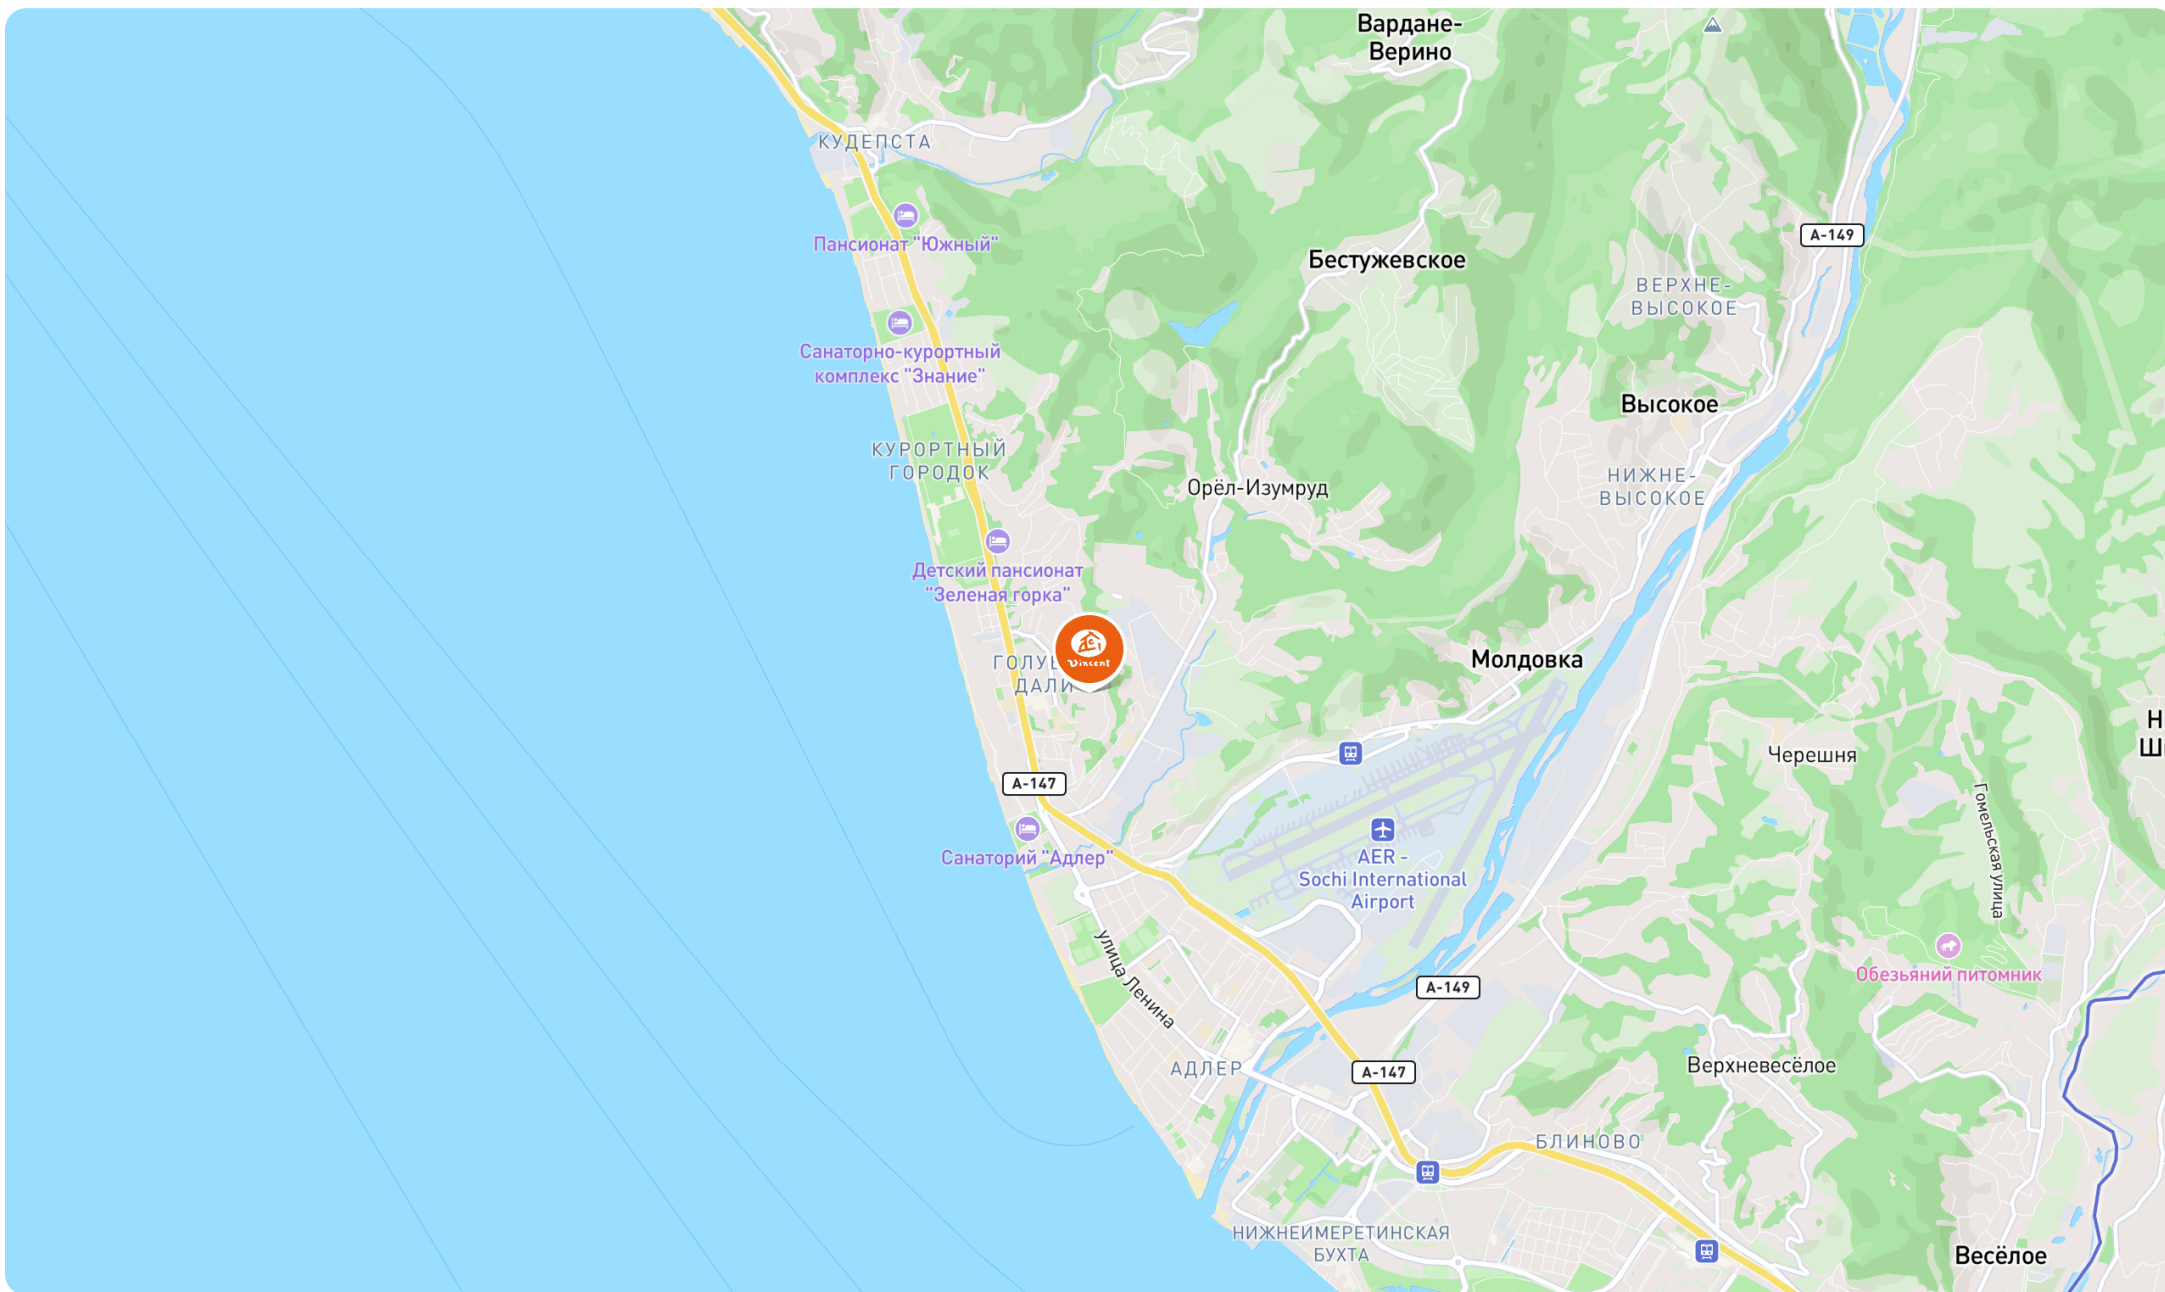 Вардане-
Верино
КУДЕПСТА
Пансионат "Южный"
А-149
Бестужевское
ВЕРХНЕ-
ВЫСОКОЕ
Санаторно-курортный
комплекс "Знание"
Высокое
КУРОРТНЫЙ
ГОРОДОК
НИЖНЕ-
ВЫСОКОЕ
Орёл-Изумруд
Детский пансионат
"Зеленая горка"
Vincent
ГОЛУБ
ДАЛИ
Молдовка
Н
Ш
Черешня
А-147
Гомельская улица
Санаторий "Адлер"
AER -
Sochi International
Airport
улица Ленина
Обезьяний питомник
А-149
АДЛЕР
А-147
Верхневесёлое
БЛИНОВО
НИЖНЕИМЕРЕТИНСКАЯ
БУХТА
Весёлое